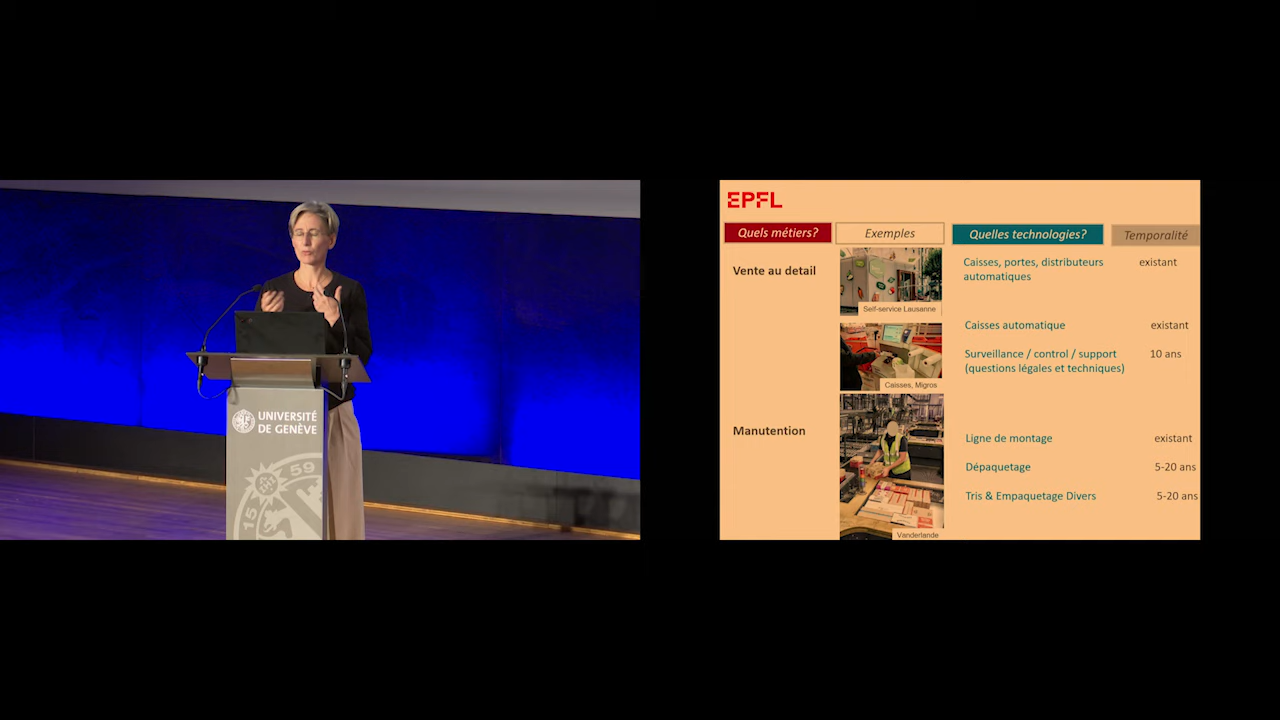 UNIVERSITÉ
DE GENÈVE
15
59
EPFL
Quels métiers?
Exemples
Quelles technologies?
Temporalité
Vente au detail
Self-service Lausanne
Caisses, portes, distributeurs
automatiques
existant
Caisses, Migros
Caisses automatique
existant
Surveillance / control / support
(questions légales et techniques)
10 ans
Manutention
Vanderlande
Ligne de montage
existant
Dépaquetage
5-20 ans
Tris & Empaquetage Divers
5-20 ans